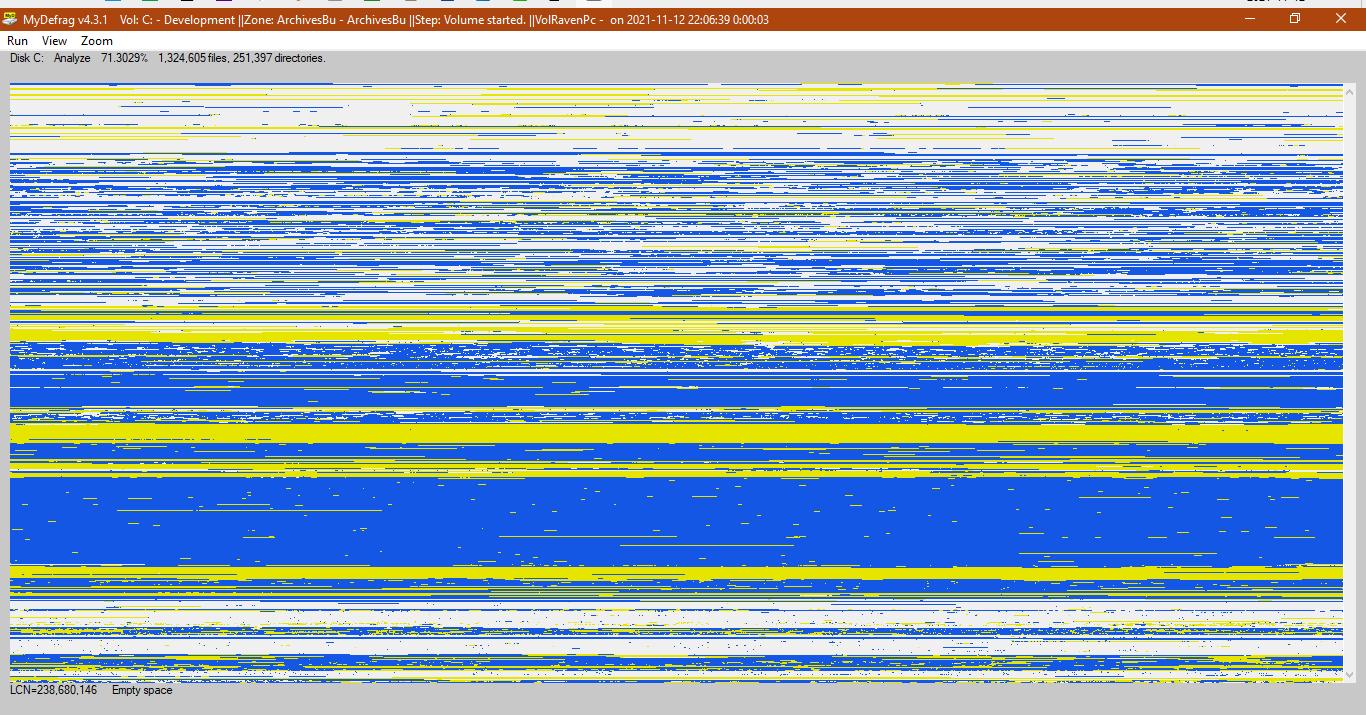 MyDefrag v4.3.1 Vol: C: - Development ||Zone: ArchivesBu - ArchivesBu ||Step: Volume started. ||VolRavenPc - on 2021-11-12 22:06:39 0:00:03
Run View Zoom
Disk C: Analyze 71.3029% 1,324,605 files, 251,397 directories.
LCN=238,680,146 Empty space